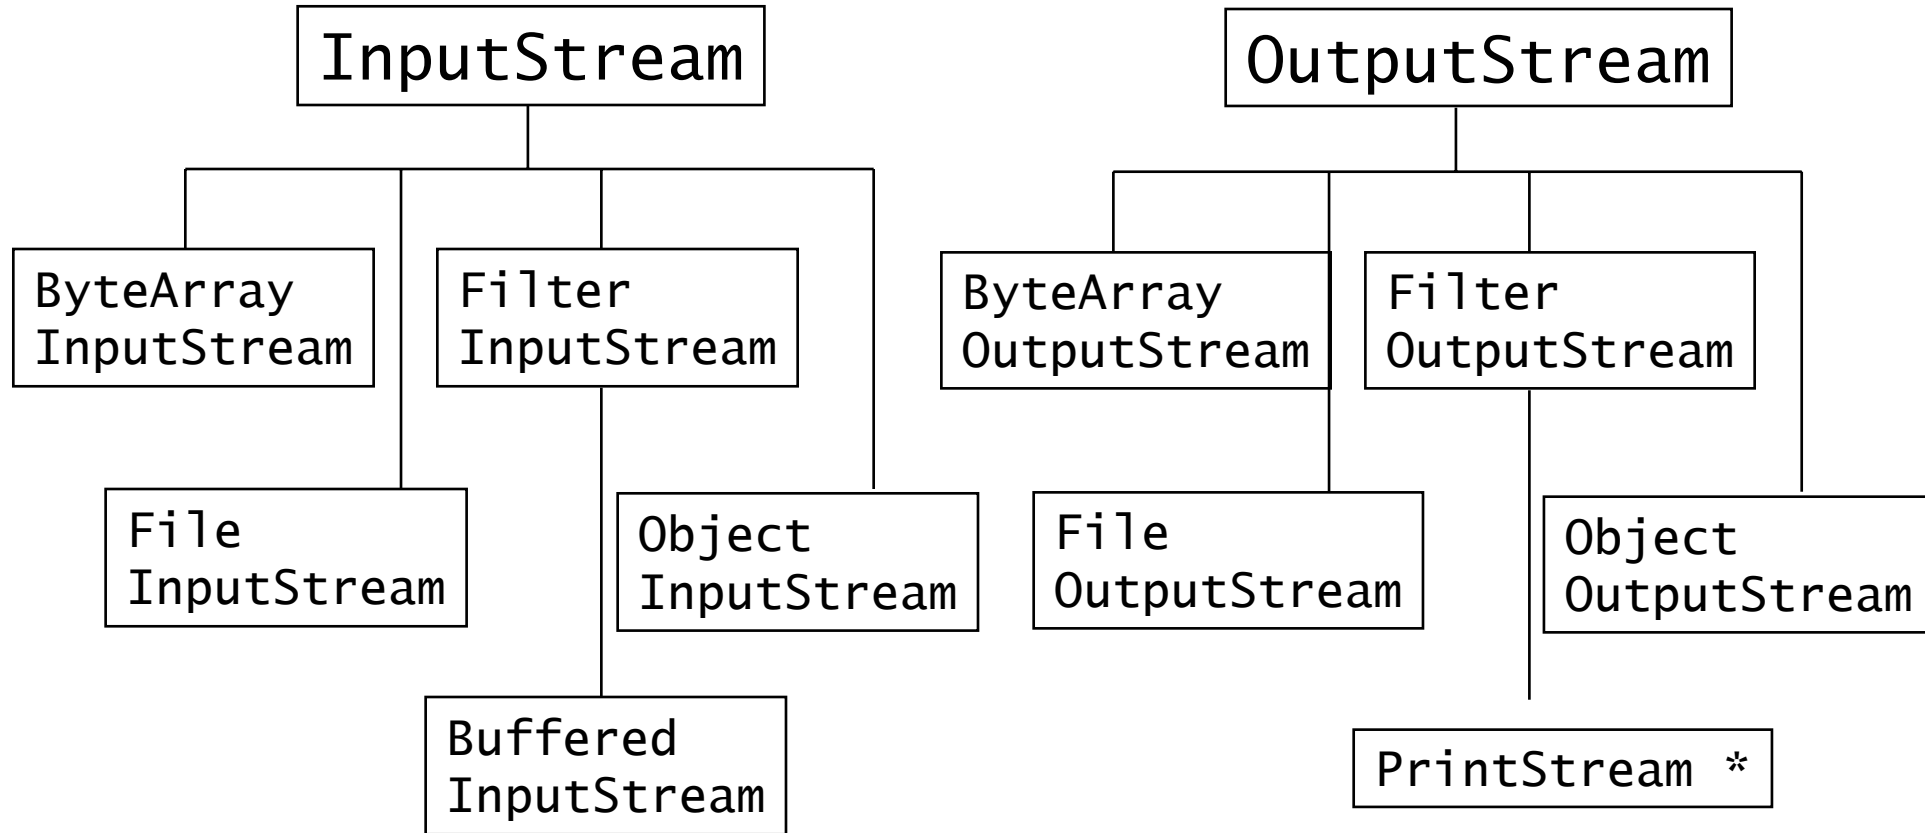 InputStream
OutputStream
ByteArray
InputStream
Filter
InputStream
ByteArray
OutputStream
Filter
OutputStream
File
InputStream
Object
InputStream
File
OutputStream
Object
OutputStream
Buffered
InputStream
PrintStream *